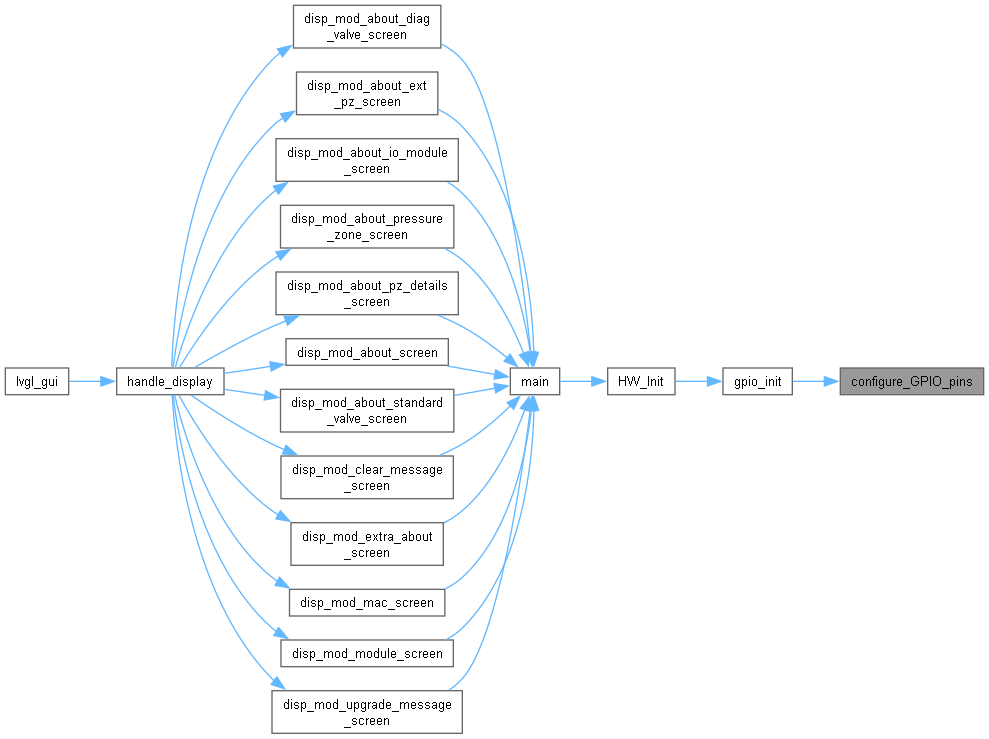 disp_mod_about_diag
_valve_screen
disp_mod_about_ext
_pz_screen
disp_mod_about_io_module
_screen
disp_mod_about_pressure
_zone_screen
disp_mod_about_pz_details
_screen
disp_mod_about_screen
lvgl_gui
handle_display
main
HW_Init
gpio_init
configure_GPIO_pins
disp_mod_about_standard
_valve_screen
disp_mod_clear_message
_screen
disp_mod_extra_about
_screen
disp_mod_mac_screen
disp_mod_module_screen
disp_mod_upgrade_message
_screen